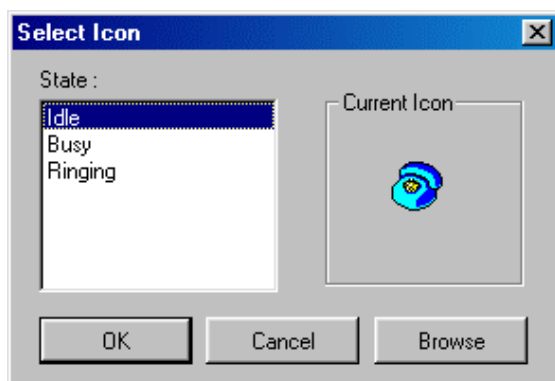 Select Icon
State :
Idle
Busy
Ringing
Current Icon
OK
Cancel
Browse